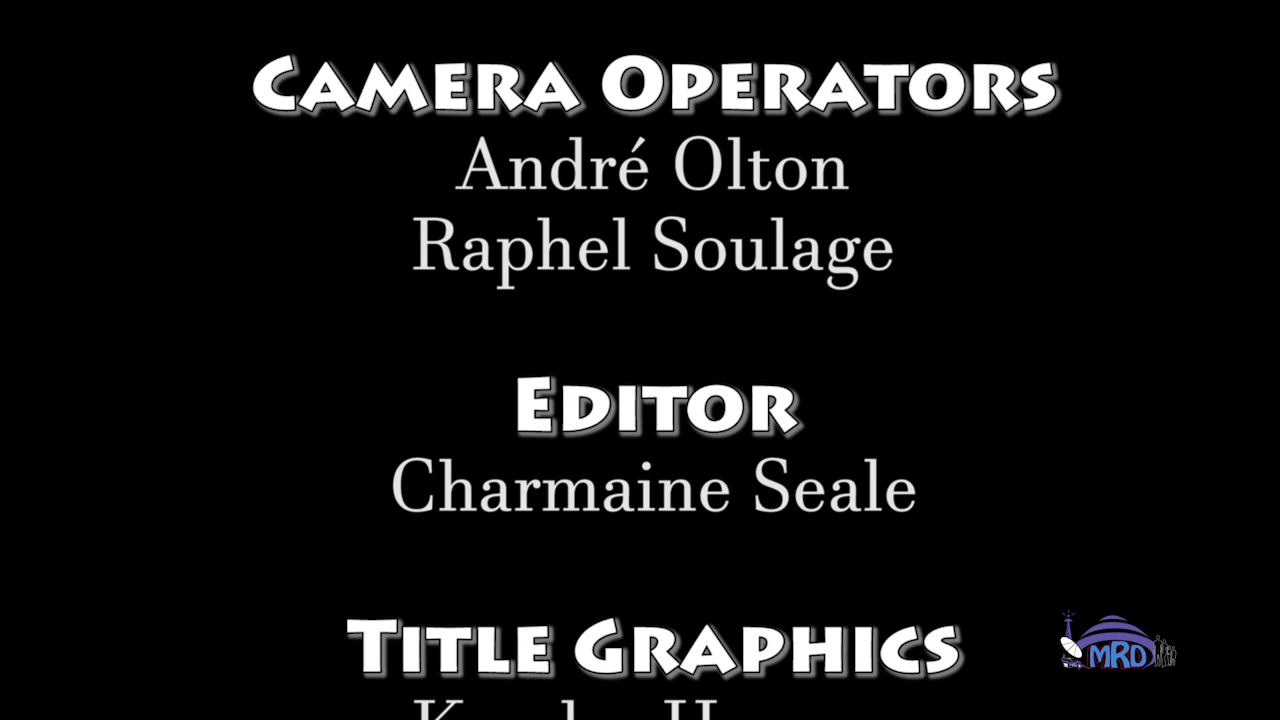 CAMERA OPERATORS
André Olton
Raphel Soulage
EDITOR
Charmaine Seale
TITLE GRAPHICS
MRD